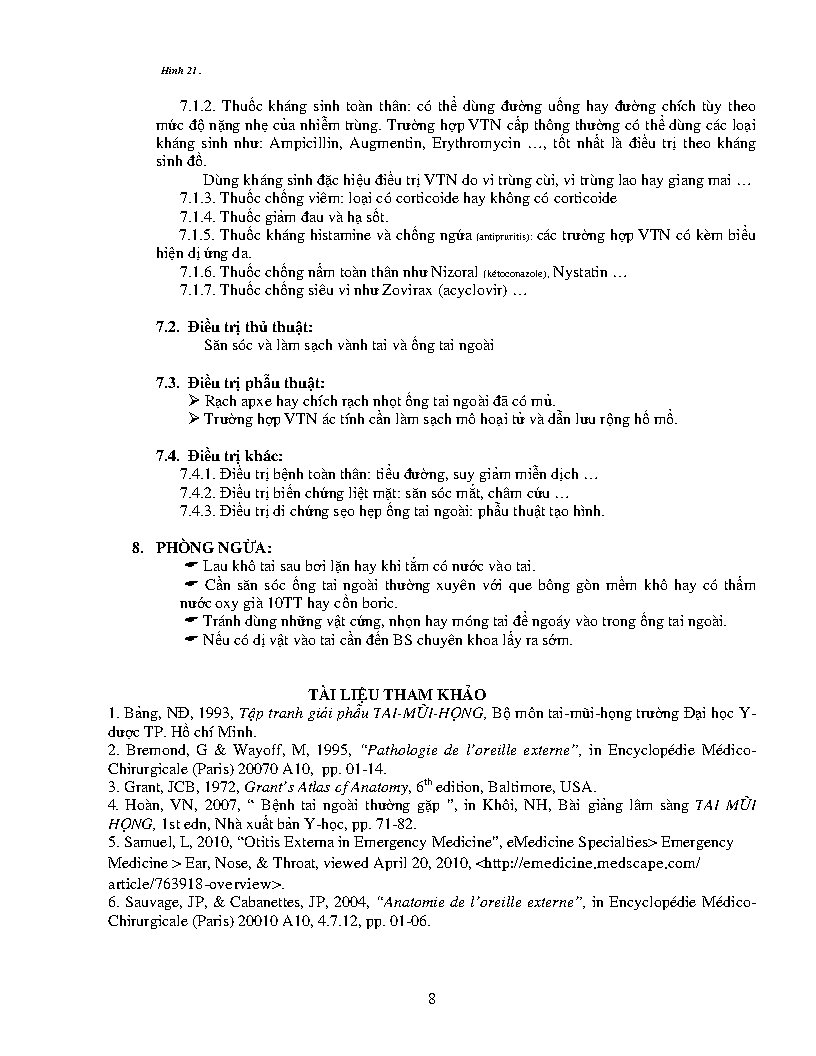 Hình 21.
7.1.2. Thuốc kháng sinh toàn thân: có thể dùng đường uống hay đường chích tùy theo
mức độ nặng nhẹ của nhiễm trùng. Trường hợp VTN cấp thông thường có thể dùng các loại
kháng sinh như: Ampicillin, Augmentin, Erythromycin …, tốt nhất là điều trị theo kháng
sinh đồ.
Dùng kháng sinh đặc hiệu điều trị VTN do vi trùng cùi, vi trùng lao hay giang mai …
7.1.3. Thuốc chống viêm: loại có corticoide hay không có corticoide
7.1.4. Thuốc giảm đau và hạ sốt.
7.1.5. Thuốc kháng histamine và chống ngứa (antipruritis): các trường hợp VTN có kèm biểu
hiện dị ứng da.
7.1.6. Thuốc chống nấm toàn thân như Nizoral (kétoconazole), Nystatin …
7.1.7. Thuốc chống siêu vi như Zovirax (acyclovir) …
7.2. Điều trị thủ thuật:
Săn sóc và làm sạch vành tai và ống tai ngoài
7.3. Điều trị phẫu thuật:
➢ Rạch apxe hay chích rạch nhọt ống tai ngoài đã có mủ.
➢ Trường hợp VTN ác tính cần làm sạch mô hoại tử và dẫn lưu rộng hố mổ.
7.4. Điều trị khác:
7.4.1. Điều trị bệnh toàn thân: tiểu đường, suy giảm miễn dịch …
7.4.2. Điều trị biến chứng liệt mặt: săn sóc mắt, châm cứu …
7.4.3. Điều trị di chứng sẹo hẹp ống tai ngoài: phẫu thuật tạo hình.
8. PHÒNG NGỪA:
☛ Lau khô tai sau bơi lặn hay khi tắm có nước vào tai.
☛ Cần săn sóc ống tai ngoài thường xuyên với que bông gòn mềm khô hay có thấm
nước oxy già 10TT hay cồn boric.
☛ Tránh dùng những vật cứng, nhọn hay móng tai để ngoáy vào trong ống tai ngoài.
☛ Nếu có dị vật vào tai cần đến BS chuyên khoa lấy ra sớm.
TÀI LIỆU THAM KHẢO
1. Bảng, NĐ, 1993, Tập tranh giải phẫu TAI-MŨI-HỌNG, Bộ môn tai-mũi-họng trường Đại học Y-
dược TP. Hồ chí Minh.
2. Bremond, G & Wayoff, M, 1995, “Pathologie de l’oreille externe”, in Encyclopédie Médico-
Chirurgicale (Paris) 20070 A10, pp. 01-14.
3. Grant, JCB, 1972, Grant’s Atlas of Anatomy, 6th edition, Baltimore, USA.
4. Hoàn, VN, 2007, “ Bệnh tai ngoài thường gặp ”, in Khôi, NH, Bài giảng lâm sàng TAI MŨI
HỌNG, 1st edn, Nhà xuất bản Y-học, pp. 71-82.
5. Samuel, L, 2010, “Otitis Externa in Emergency Medicine”, eMedicine Specialties> Emergency
Medicine > Ear, Nose, & Throat, viewed April 20, 2010, <http://emedicine.medscape.com/
article/763918-overview>.
6. Sauvage, JP, & Cabanettes, JP, 2004, “Anatomie de l’oreille externe”, in Encyclopédie Médico-
Chirurgicale (Paris) 20010 A10, 4.7.12, pp. 01-06.
8